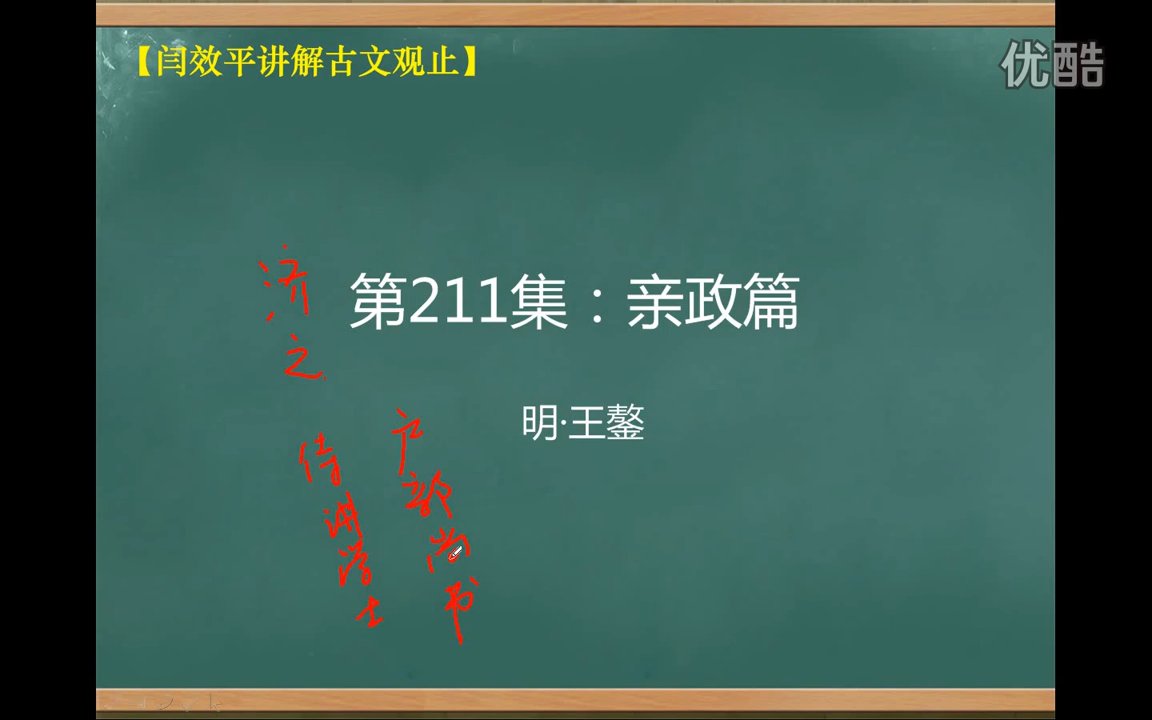 【闫效平讲解古文观止】
优酷
第211集：亲政篇
明·王鏊
济之
侍讲学士
户部尚书